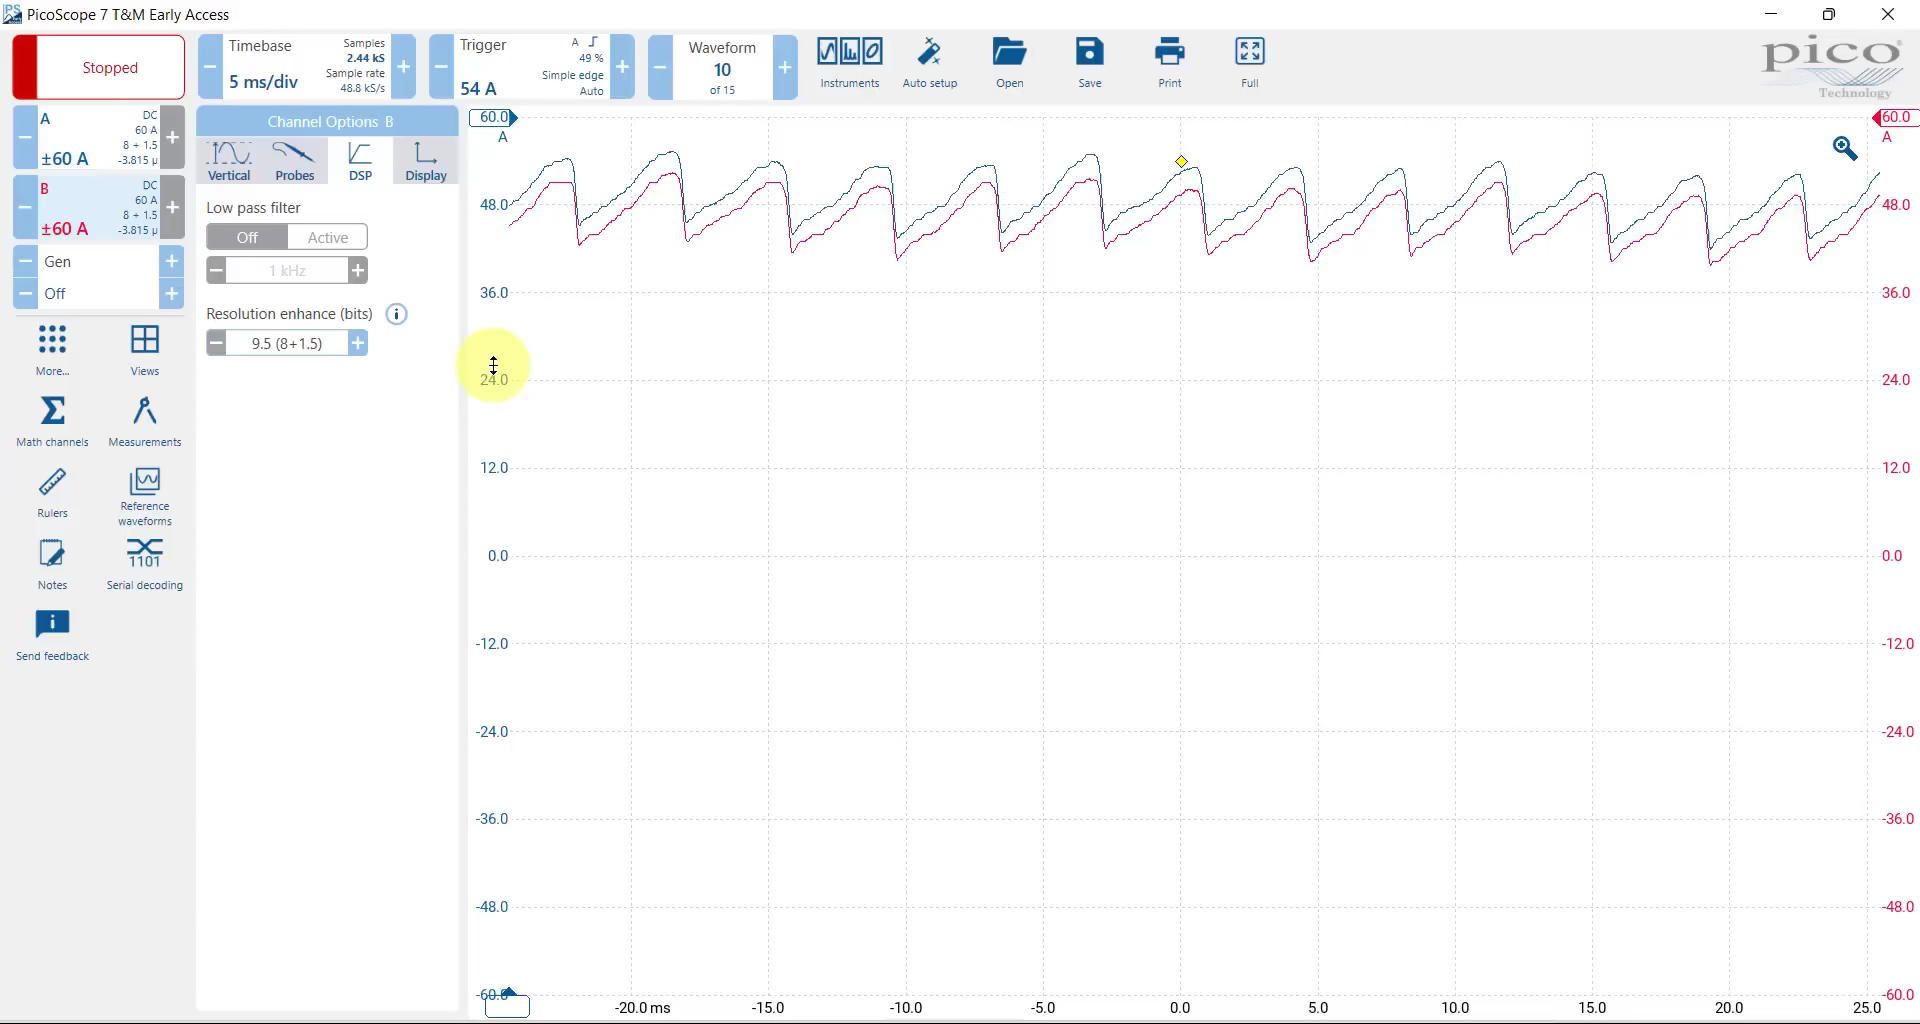 PicoScope 7 T&M Early Access
Stopped
Timebase
5 ms/div
Samples
2.44 kS
Sample rate
48.8 kS/s
Trigger
54 A
A
49 %
Simple edge
Auto
Waveform
10
of 15
Instruments
Auto setup
Open
Save
Print
Full
pico
Technology
A
±60 A
DC
60 A
8 + 1.5
-3.815 µ
B
±60 A
DC
60 A
8 + 1.5
-3.815 µ
Gen
Off
More...
Views
Math channels
Measurements
Rulers
Reference
waveforms
Notes
1101
Serial decoding
Send feedback
Channel Options B
Vertical
Probes
DSP
Display
Low pass filter
Off
Active
1 kHz
Resolution enhance (bits)
9.5 (8+1.5)
60.0
A
48.0
36.0
24.0
12.0
0.0
-12.0
-24.0
-36.0
-48.0
-60.0
-20.0 ms
-15.0
-10.0
-5.0
0.0
5.0
10.0
15.0
20.0
25.0
60.0
A
48.0
36.0
24.0
12.0
0.0
-12.0
-24.0
-36.0
-48.0
-60.0